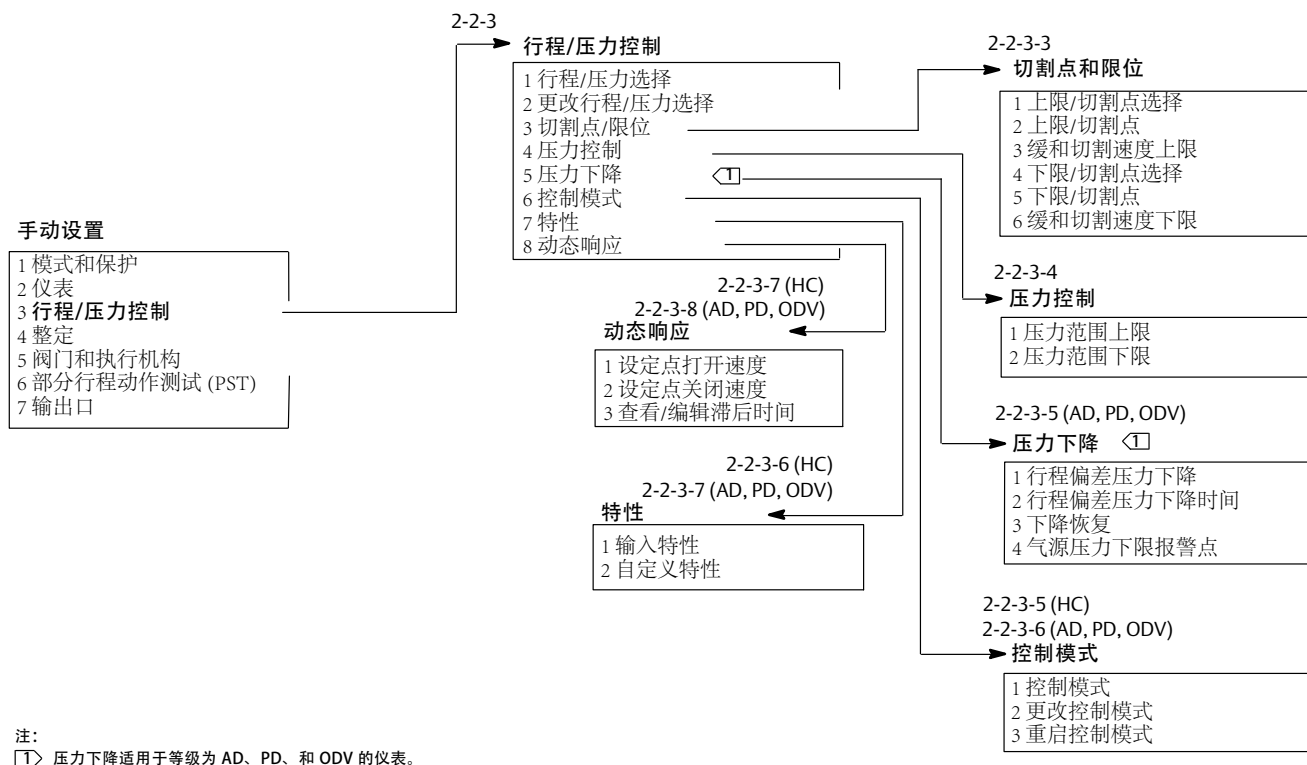 手动设置
1 模式和保护
2 仪表
3 行程/压力控制
4 整定
5 阀门和执行机构
6 部分行程动作测试 (PST)
7 输出口
2-2-3
行程/压力控制
1 行程/压力选择
2 更改行程/压力选择
3 切割点/限位
4 压力控制
5 压力下降 1
6 控制模式
7 特性
8 动态响应
2-2-3-7 (HC)
2-2-3-8 (AD, PD, ODV)
动态响应
1 设定点打开速度
2 设定点关闭速度
3 查看/编辑滞后时间
2-2-3-6 (HC)
2-2-3-7 (AD, PD, ODV)
特性
1 输入特性
2 自定义特性
2-2-3-3
切割点和限位
1 上限/切割点选择
2 上限/切割点
3 缓和切割速度上限
4 下限/切割点选择
5 下限/切割点
6 缓和切割速度下限
2-2-3-4
压力控制
1 压力范围上限
2 压力范围下限
2-2-3-5 (AD, PD, ODV)
压力下降 1
1 行程偏差压力下降
2 行程偏差压力下降时间
3 下降恢复
4 气源压力下限报警点
2-2-3-5 (HC)
2-2-3-6 (AD, PD, ODV)
控制模式
1 控制模式
2 更改控制模式
3 重启控制模式
注：
1 压力下降适用于等级为 AD、PD、和 ODV 的仪表。